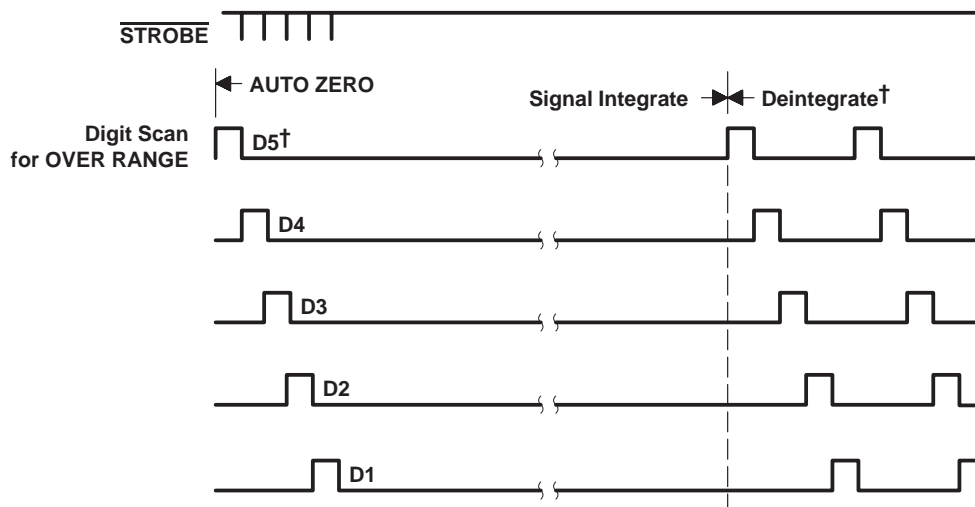 STROBE
AUTO ZERO
Signal Integrate
Deintegrate†
Digit Scan
for OVER RANGE
D5†
D4
D3
D2
D1